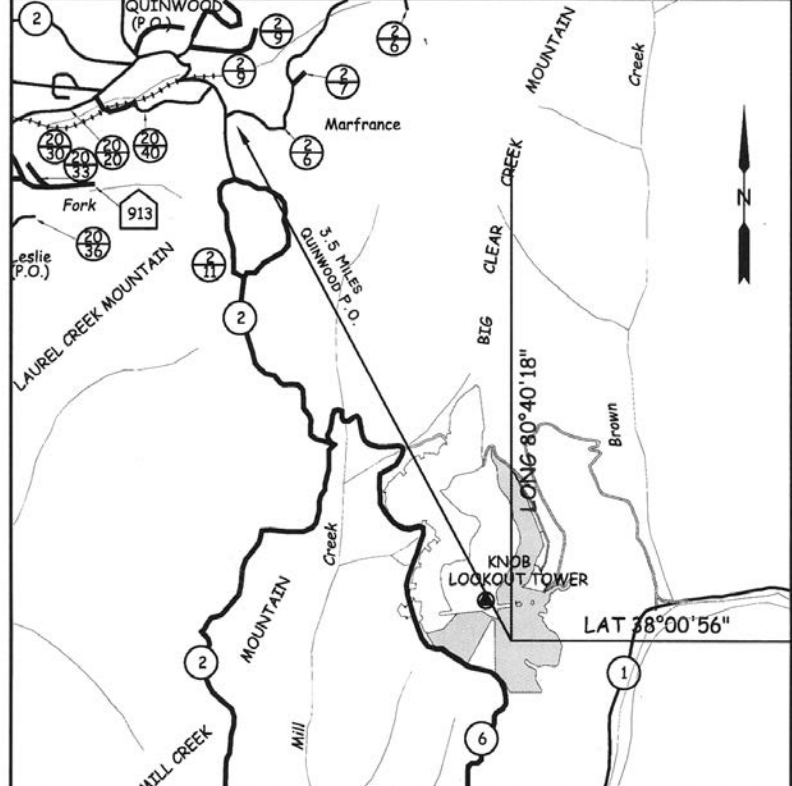 QUINWOOD
(P.O.)
2
2
9
2
6
MOUNTAIN
Creek
2
9
2
7
Marfrance
20
30
20
33
20
20
20
40
2
6
CREEK
N
Fork
913
20
36
eslie
(P.O.)
2
11
3.5 MILES
QUINWOOD P.O.
CLEAR
BIG
LAUREL CREEK MOUNTAIN
2
LONG 80°40'18"
Brown
Creek
KNOB
LOOKOUT TOWER
LAT 38°00'56"
MOUNTAIN
2
1
Mill
6
MILL CREEK